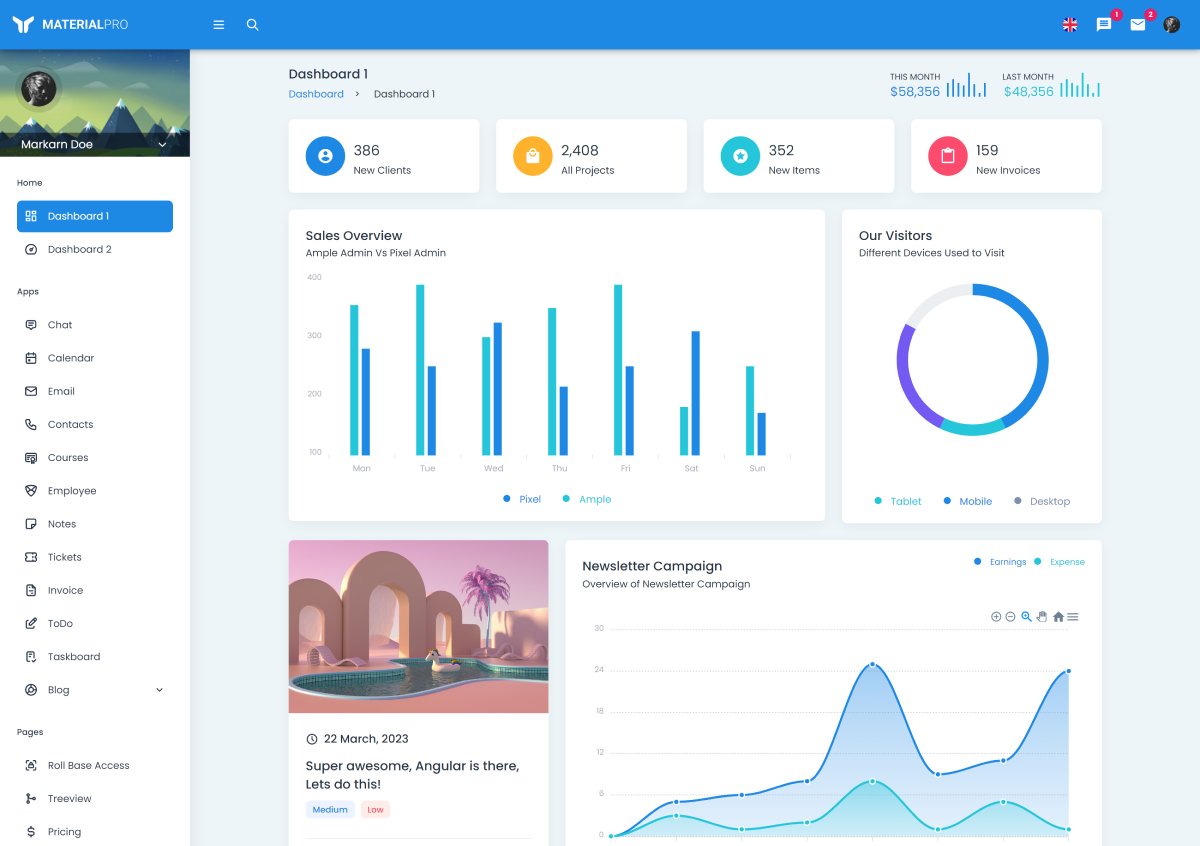 MATERIALPRO
1
2
Markarn Doe
Home
Dashboard 1
Dashboard 2
Apps
Chat
Calendar
Email
Contacts
Courses
Employee
Notes
Tickets
Invoice
ToDo
Taskboard
Blog
Pages
Roll Base Access
Treeview
Pricing
Dashboard 1
Dashboard > Dashboard 1
THIS MONTH
$58,356
LAST MONTH
$48,356
386
New Clients
2,408
All Projects
352
New Items
159
New Invoices
Sales Overview
Ample Admin Vs Pixel Admin
400
300
200
100
Mon Tue Wed Thu Fri Sat Sun
Pixel Ample
Our Visitors
Different Devices Used to Visit
Tablet Mobile Desktop
22 March, 2023
Super awesome, Angular is there,
Lets do this!
Medium Low
Newsletter Campaign
Overview of Newsletter Campaign
Earnings Expense
30
24
18
12
6
0